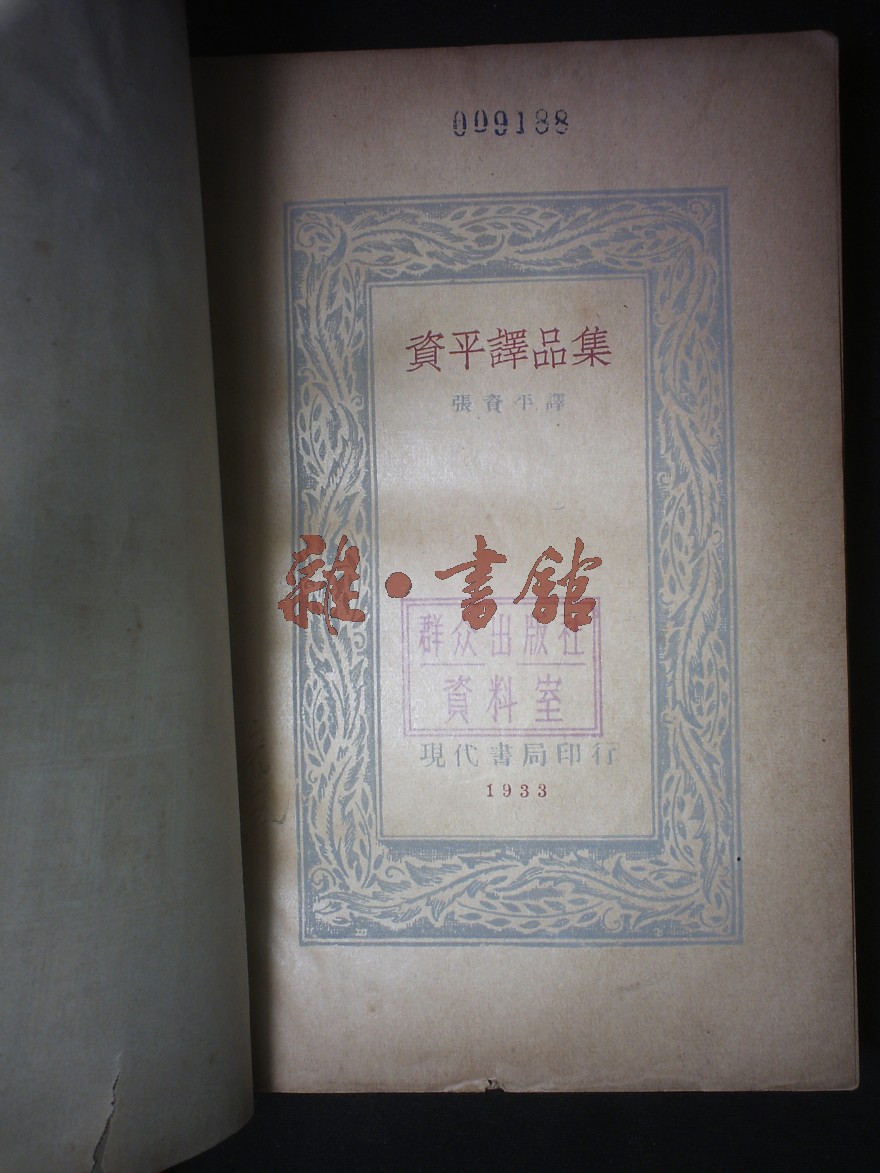 009188
資平譯品集
張資平譯
雜·書館
群众出版社
資料室
現代書局印行
1933